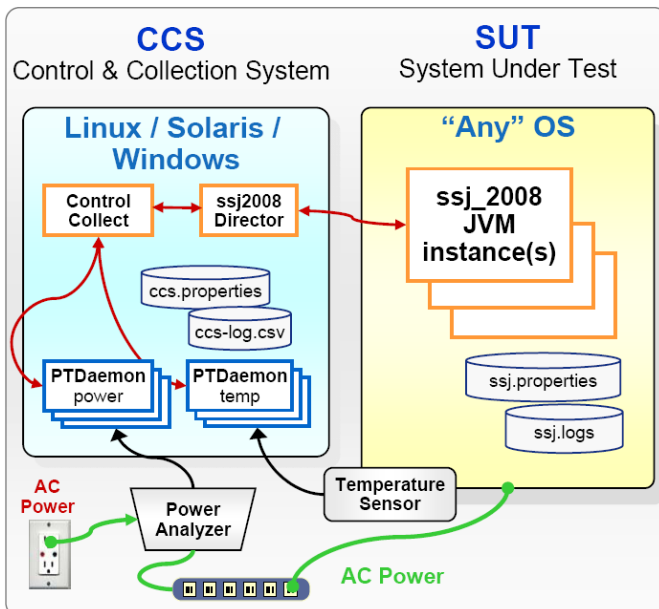 CCS
Control & Collection System
SUT
System Under Test
Linux / Solaris /
Windows
"Any" OS
Control
Collect
ssj2008
Director
ssj_2008
JVM
instance(s)
ccs.properties
ccs-log.csv
PTDaemon
power
PTDaemon
temp
ssj.properties
ssj.logs
AC
Power
Power
Analyzer
Temperature
Sensor
AC Power